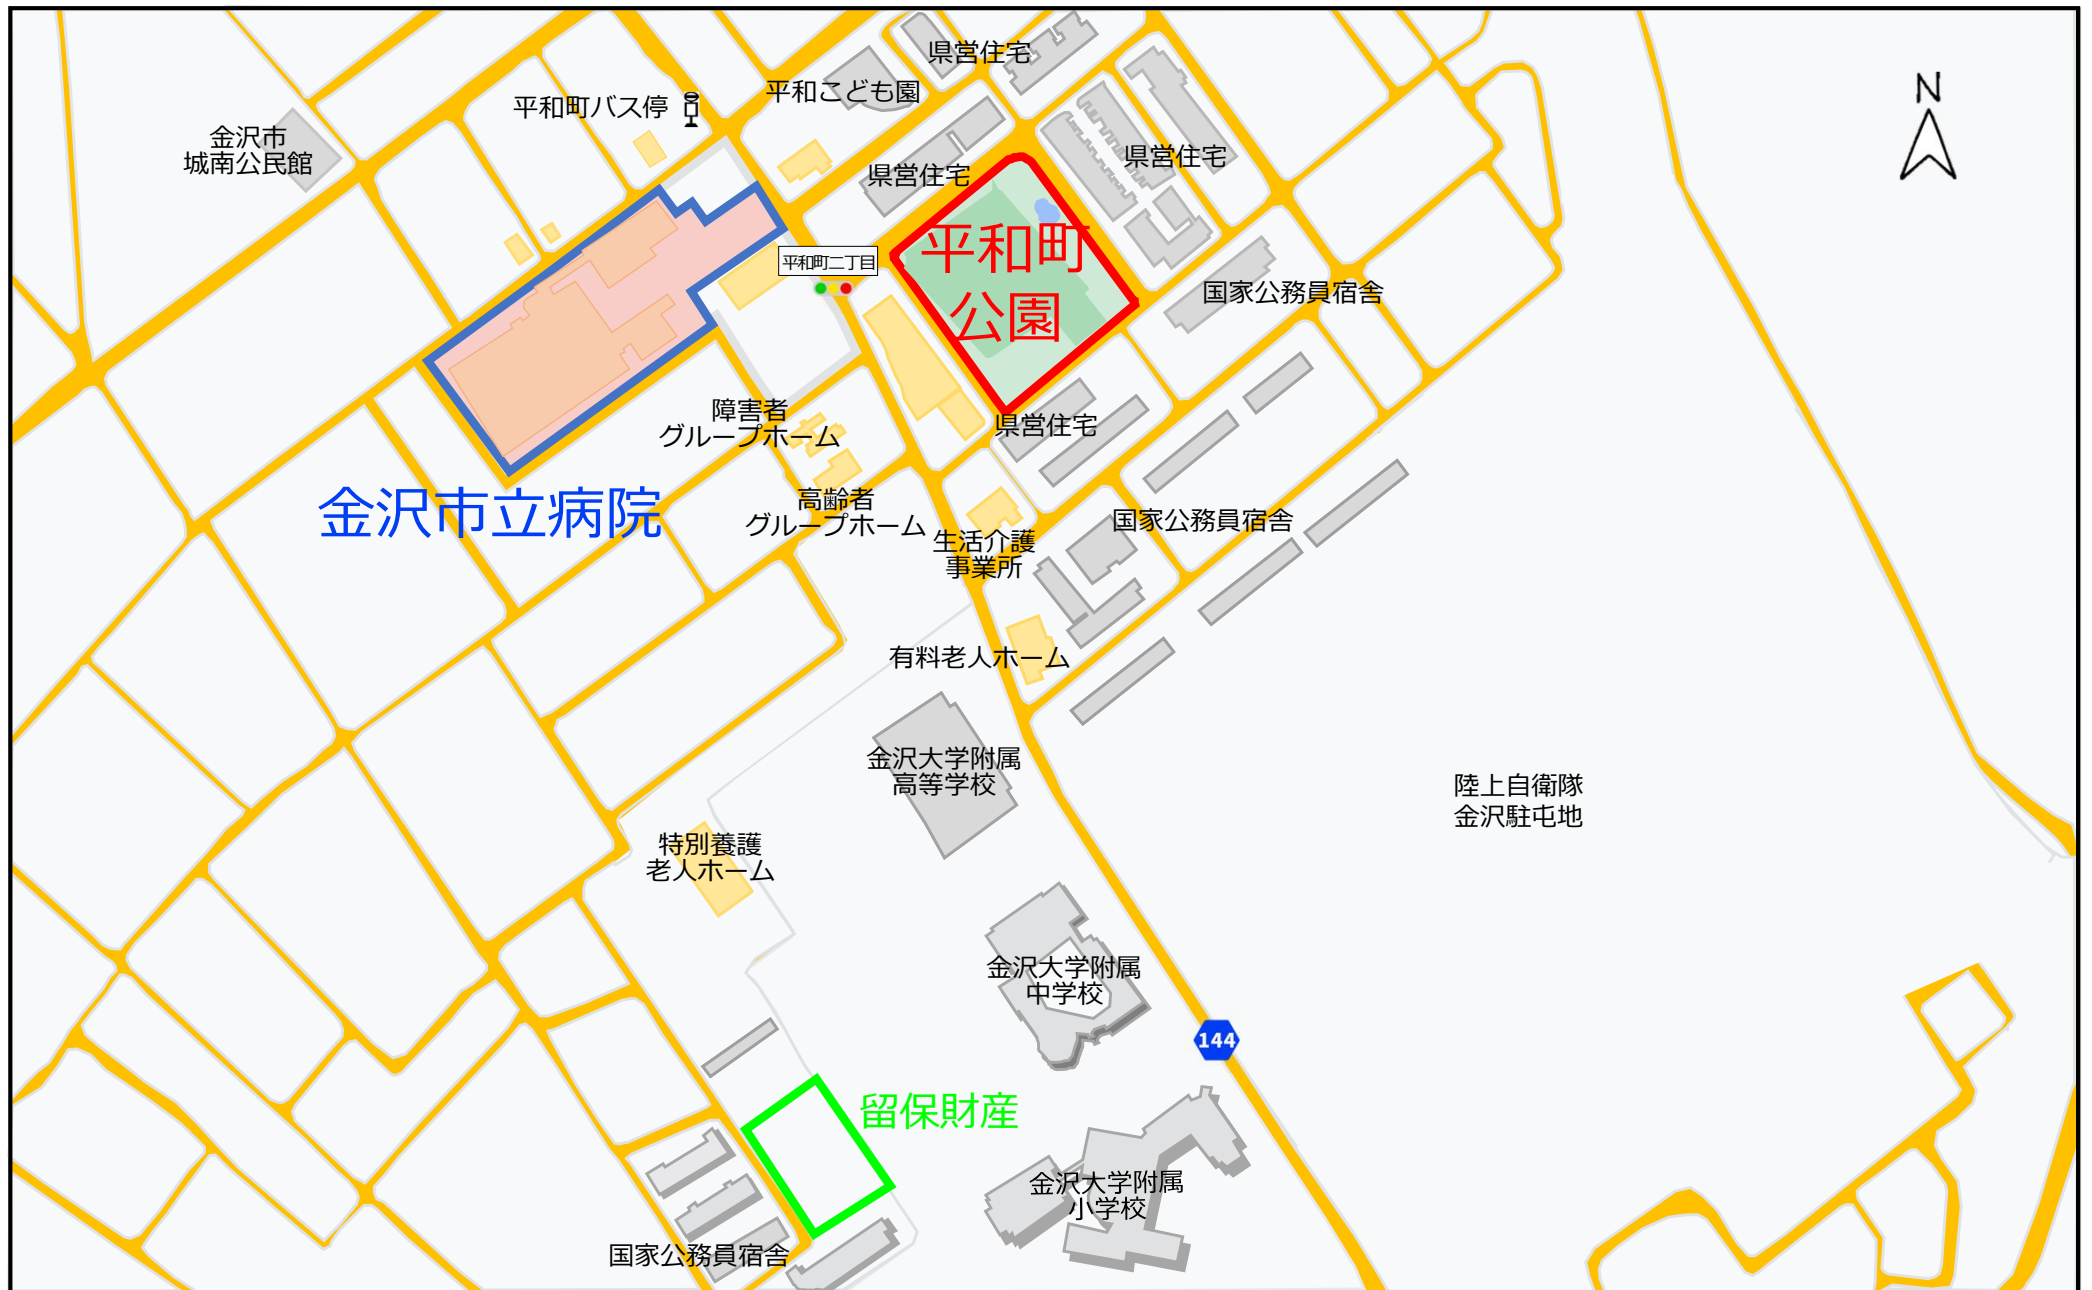 県営住宅
N
平和こども園
平和町バス停
金沢市
城南公民館
県営住宅
県営住宅
平和町
公園
平和町二丁目
国家公務員宿舎
障害者
グループホーム
県営住宅
金沢市立病院
高齢者
グループホーム
国家公務員宿舎
生活介護
事業所
有料老人ホーム
金沢大学附属
高等学校
陸上自衛隊
金沢駐屯地
特別養護
老人ホーム
金沢大学附属
中学校
144
留保財産
金沢大学附属
小学校
国家公務員宿舎